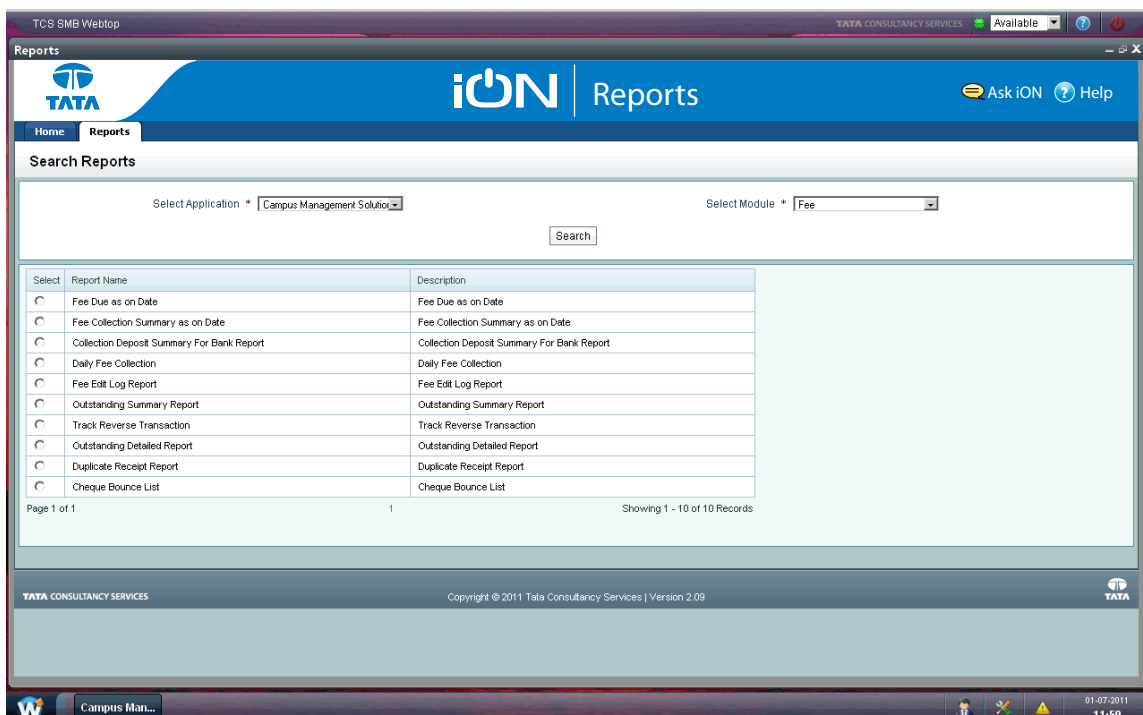 TCS SMB Webtop TATA CONSULTANCY SERVICES Available ?
Reports
TATA iON Reports Ask iON ? Help
Home Reports
Search Reports
Select Application * Campus Management Solutio Select Module * Fee
Search
Select Report Name Description
Fee Due as on Date Fee Due as on Date
Fee Collection Summary as on Date Fee Collection Summary as on Date
Collection Deposit Summary For Bank Report Collection Deposit Summary For Bank Report
Daily Fee Collection Daily Fee Collection
Fee Edit Log Report Fee Edit Log Report
Outstanding Summary Report Outstanding Summary Report
Track Reverse Transaction Track Reverse Transaction
Outstanding Detailed Report Outstanding Detailed Report
Duplicate Receipt Report Duplicate Receipt Report
Cheque Bounce List Cheque Bounce List
Page 1 of 1 1 Showing 1 - 10 of 10 Records
TATA CONSULTANCY SERVICES Copyright © 2011 Tata Consultancy Services | Version 2.09 TATA
W Campus Man... 01-07-2011
11:59